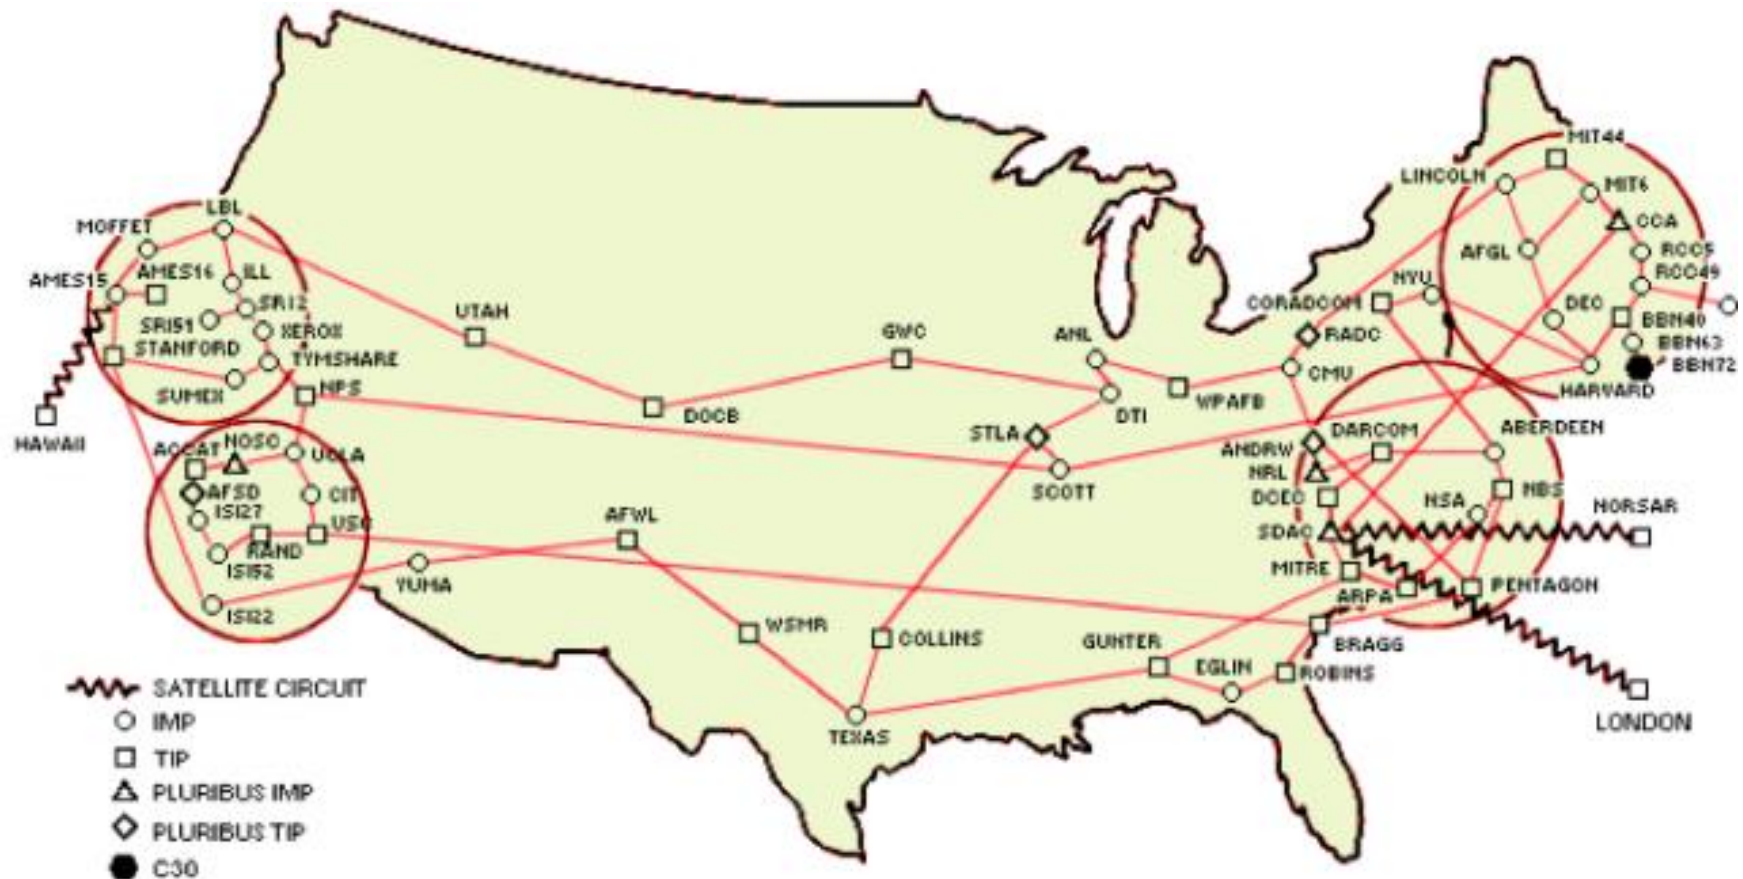 MIT44
LINCOLN
MIT6
LBL
CCA
MOFFET
AFGL
RCC5
AMES16
ILL
RCC49
AMES15
NYU
SRI2
CORADCOM
DEC
UTAH
SRI51
XEROX
GWC
ANL
RADC
BBN40
STANFORD
TYMSHARE
BBN63
CMU
BBN72
SUMEX
NPS
WPAFB
HARVARD
DOCB
DTI
HAWAII
STLA
DARCOM
ABERDEEN
ACCAT
NOSC
UCLA
ANDRW
NRL
SCOTT
AFSD
CIT
DCEC
NSA
NBS
ISI27
USC
AFWL
NORSAR
SDAC
RAND
ISI52
YUMA
MITRE
ARPA
PENTAGON
ISI22
WSMR
COLLINS
GUNTER
BRAGG
EGLIN
ROBINS
SATELLITE CIRCUIT
IMP
LONDON
TEXAS
TIP
PLURIBUS IMP
PLURIBUS TIP
C30